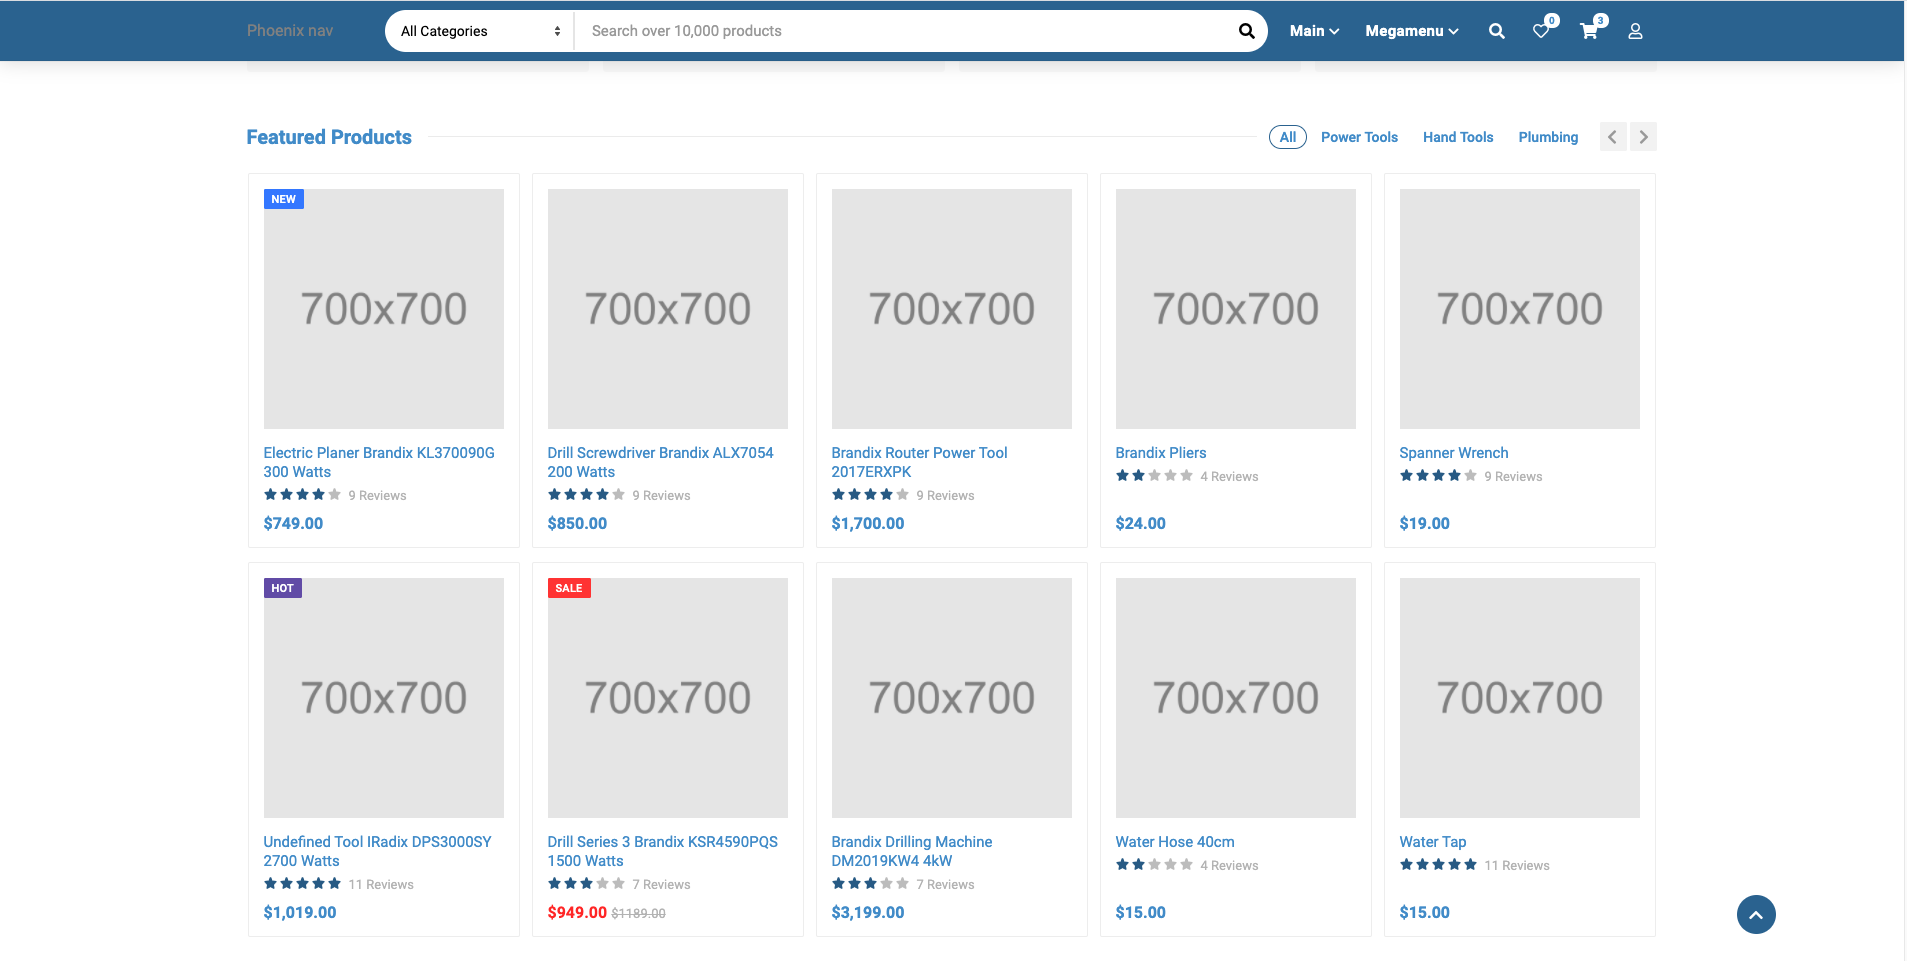 Phoenix nav
All Categories
Search over 10,000 products
Main
Megamenu
0
3
Featured Products
All
Power Tools
Hand Tools
Plumbing
NEW
700x700
700x700
700x700
700x700
700x700
Electric Planer Brandix KL370090G
300 Watts
9 Reviews
$749.00
Drill Screwdriver Brandix ALX7054
200 Watts
9 Reviews
$850.00
Brandix Router Power Tool
2017ERXPK
9 Reviews
$1,700.00
Brandix Pliers
4 Reviews
$24.00
Spanner Wrench
9 Reviews
$19.00
HOT
SALE
700x700
700x700
700x700
700x700
700x700
Undefined Tool IRadix DPS3000SY
2700 Watts
11 Reviews
$1,019.00
Drill Series 3 Brandix KSR4590PQS
1500 Watts
7 Reviews
$949.00 $1189.00
Brandix Drilling Machine
DM2019KW4 4kW
7 Reviews
$3,199.00
Water Hose 40cm
4 Reviews
$15.00
Water Tap
11 Reviews
$15.00